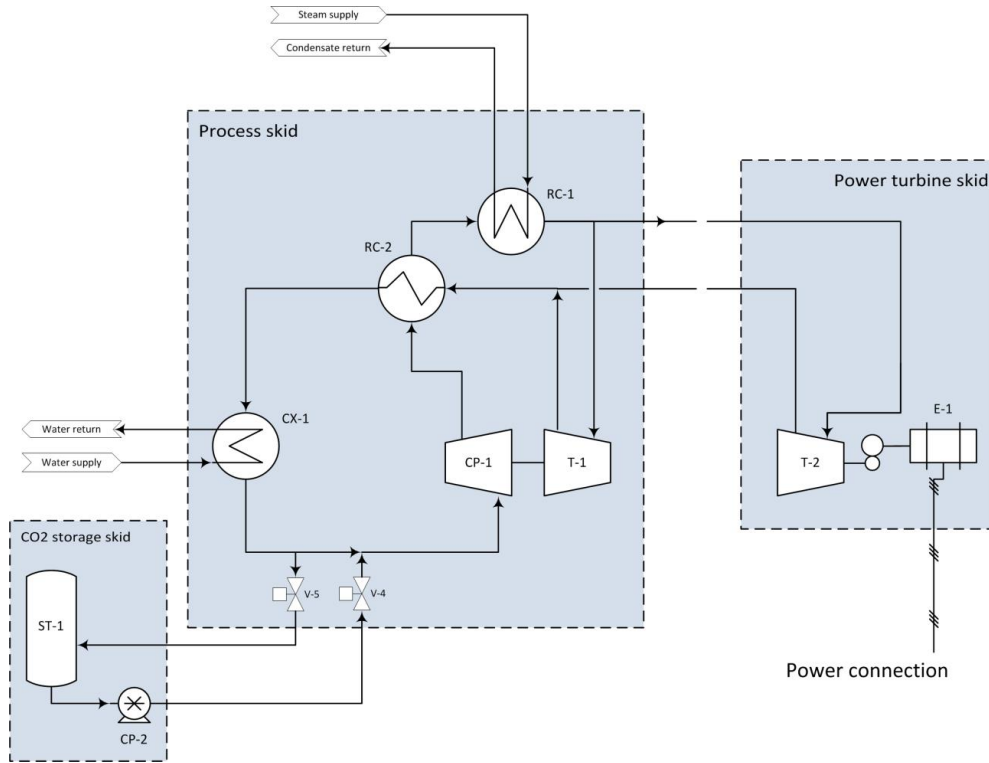 Steam supply
Condensate return
Process skid
RC-1
Power turbine skid
RC-2
CX-1
E-1
Water return
CP-1
T-1
T-2
Water supply
CO2 storage skid
V-5
V-4
ST-1
Power connection
CP-2